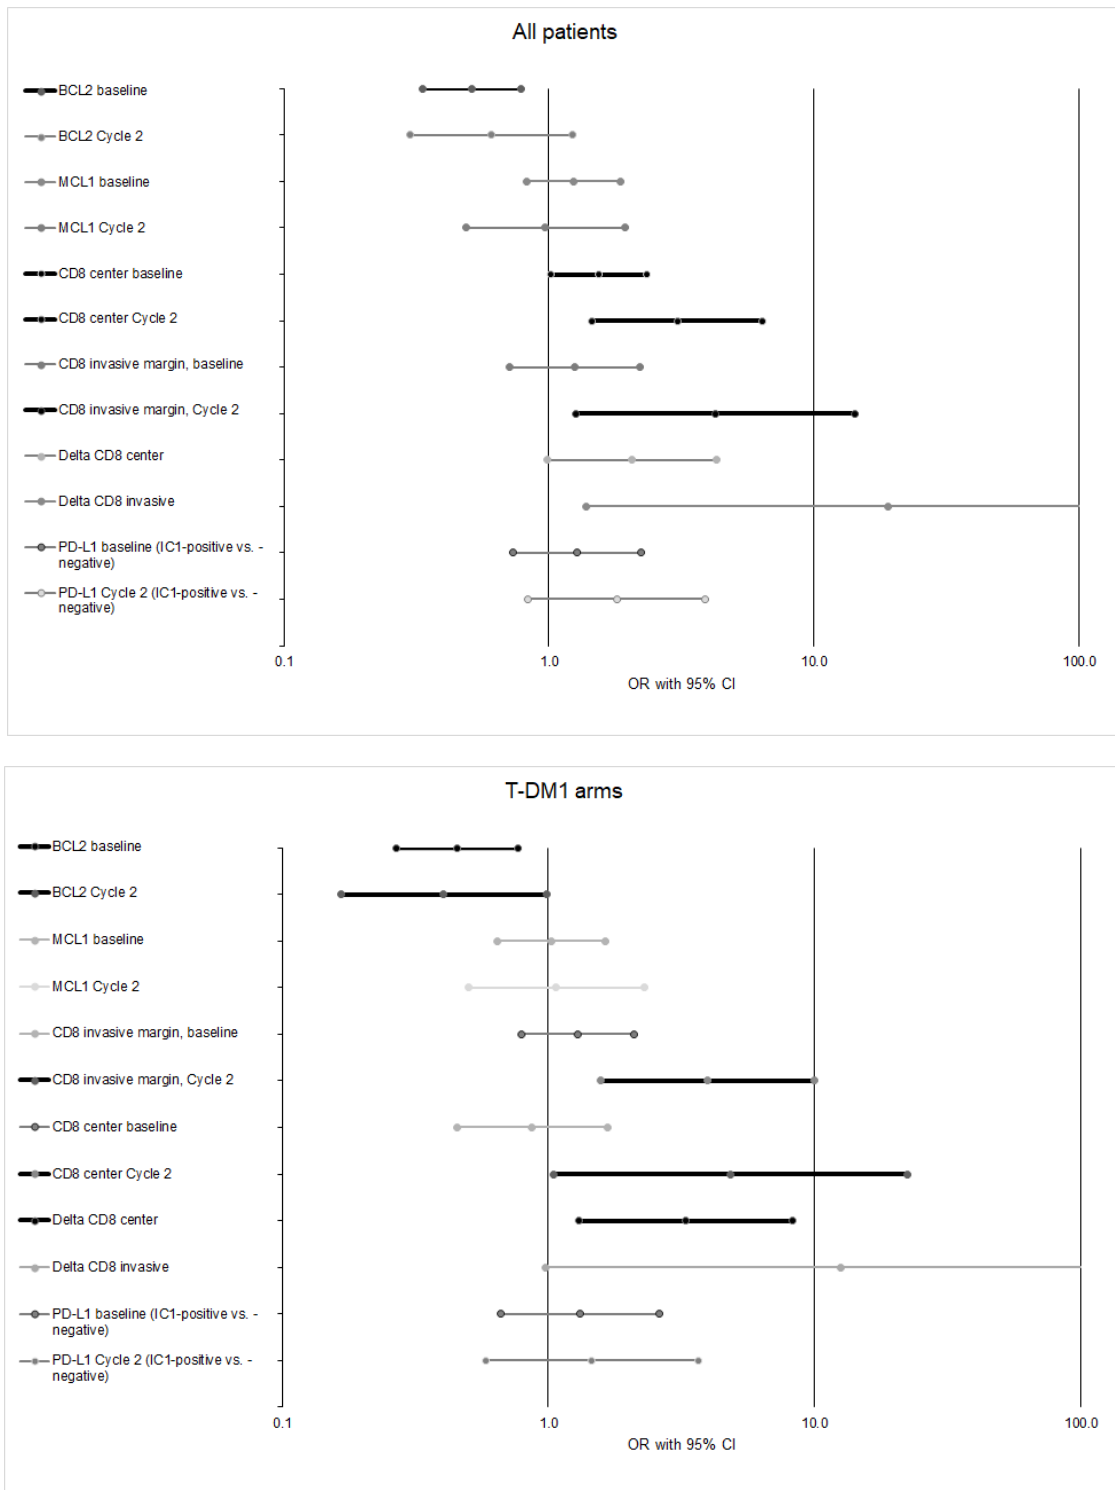 All patients
BCL2 baseline
BCL2 Cycle 2
MCL1 baseline
MCL1 Cycle 2
CD8 center baseline
CD8 center Cycle 2
CD8 invasive margin, baseline
CD8 invasive margin, Cycle 2
Delta CD8 center
Delta CD8 invasive
PD-L1 baseline (IC1-positive vs. -
negative)
PD-L1 Cycle 2 (IC1-positive vs. -
negative)
0.1 1.0 10.0 100.0
OR with 95% CI
T-DM1 arms
BCL2 baseline
BCL2 Cycle 2
MCL1 baseline
MCL1 Cycle 2
CD8 invasive margin, baseline
CD8 invasive margin, Cycle 2
CD8 center baseline
CD8 center Cycle 2
Delta CD8 center
Delta CD8 invasive
PD-L1 baseline (IC1-positive vs. -
negative)
PD-L1 Cycle 2 (IC1-positive vs. -
negative)
0.1 1.0 10.0 100.0
OR with 95% CI